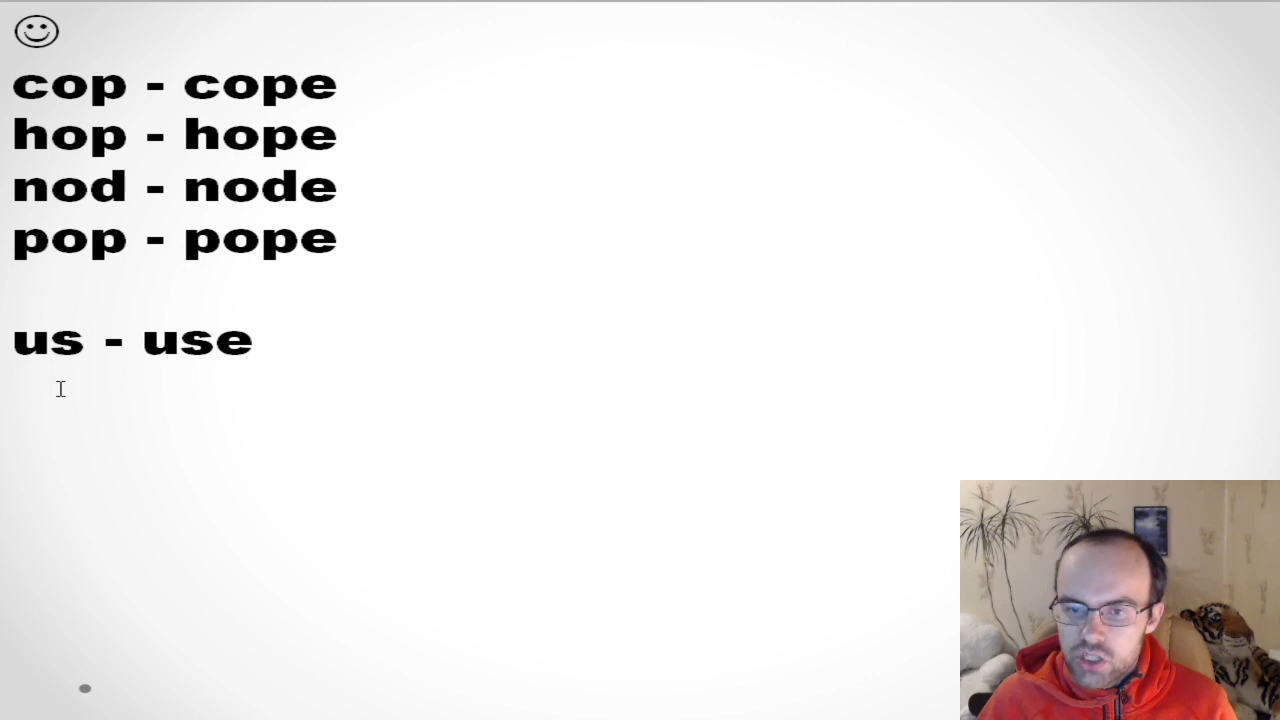 cop - cope
hop - hope
nod - node
pop - pope
us - use